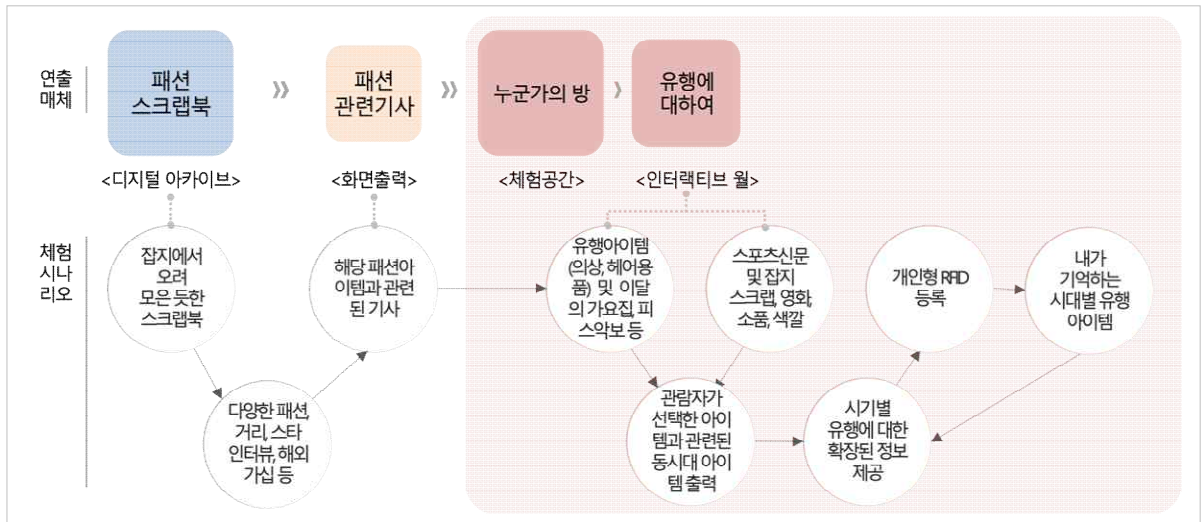 연출
매체
패션
스크랩북
패션
관련기사
누군가의 방
유행에
대하여
<디지털 아카이브>
<화면출력>
<체험공간>
<인터랙티브 월>
체험
시나
리오
잡지에서
오려
모은 듯한
스크랩북
다양한 패션,
거리, 스타
인터뷰, 해외
가십 등
해당 패션아
이템과 관련
된 기사
유행아이템
(의상, 헤어용
품) 및 이달
의 가요집, 피
스악보 등
스포츠신문
및 잡지
스크랩, 영화,
소품, 색깔
관람자가
선택한 아이
템과 관련된
동시대 아이
템 출력
시기별
유행에 대한
확장된 정보
제공
개인형 RFID
등록
내가
기억하는
시대별 유행
아이템